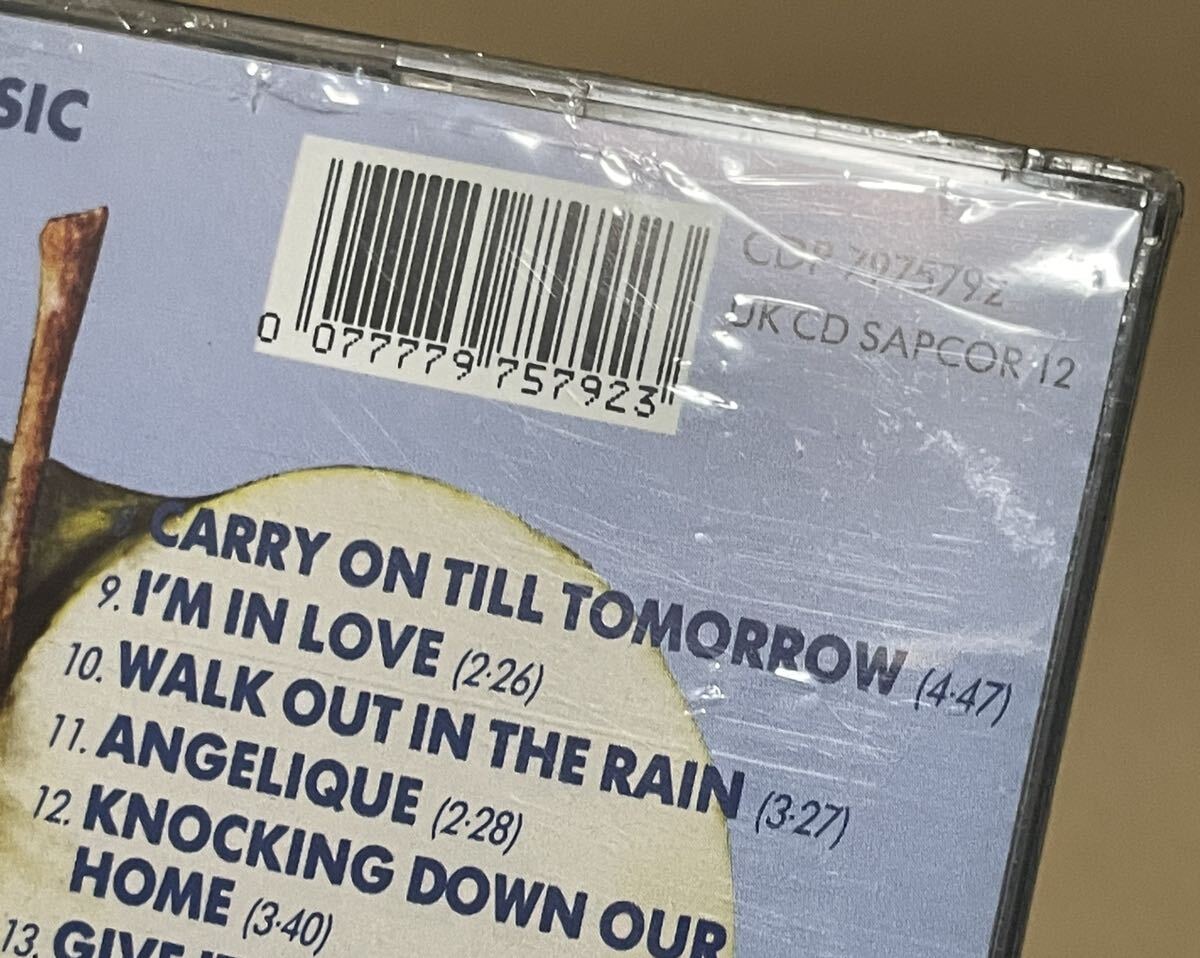 SIC
CDP 7975792
UK CD SAPCOR 12
0 077779 757923
CARRY ON TILL TOMORROW (4·47)
9. I'M IN LOVE (2·26)
10. WALK OUT IN THE RAIN (3·27)
11. ANGELIQUE (2·28)
12. KNOCKING DOWN OUR
HOME (3·40)
13. GIVE